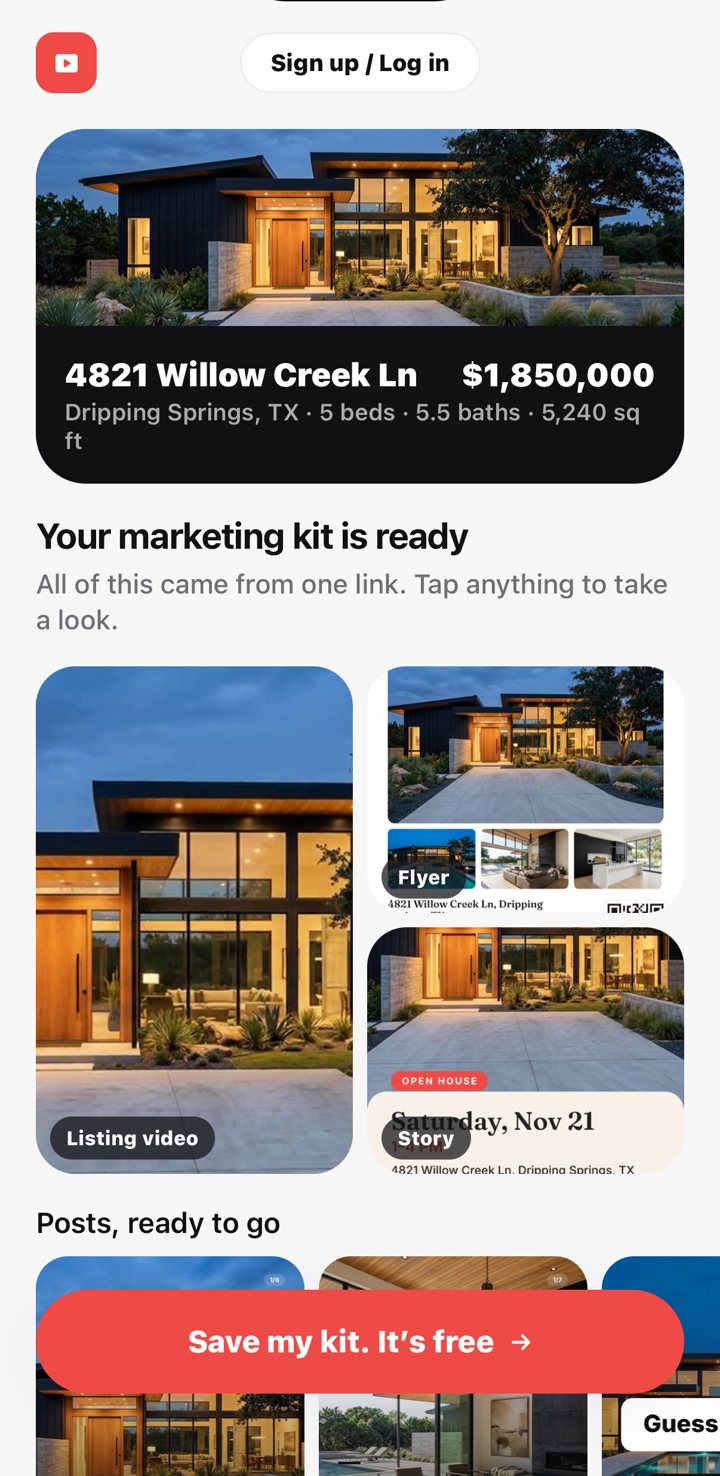 Sign up / Log in
4821 Willow Creek Ln $1,850,000
Dripping Springs, TX · 5 beds · 5.5 baths · 5,240 sq
ft
Your marketing kit is ready
All of this came from one link. Tap anything to take
a look.
Flyer
4821 Willow Creek Ln, Dripping
OPEN HOUSE
Saturday, Nov 21
Story
1-4 PM
4821 Willow Creek Ln, Dripping Springs, TX
Listing video
Posts, ready to go
1/6
1/7
Save my kit. It’s free →
Guess